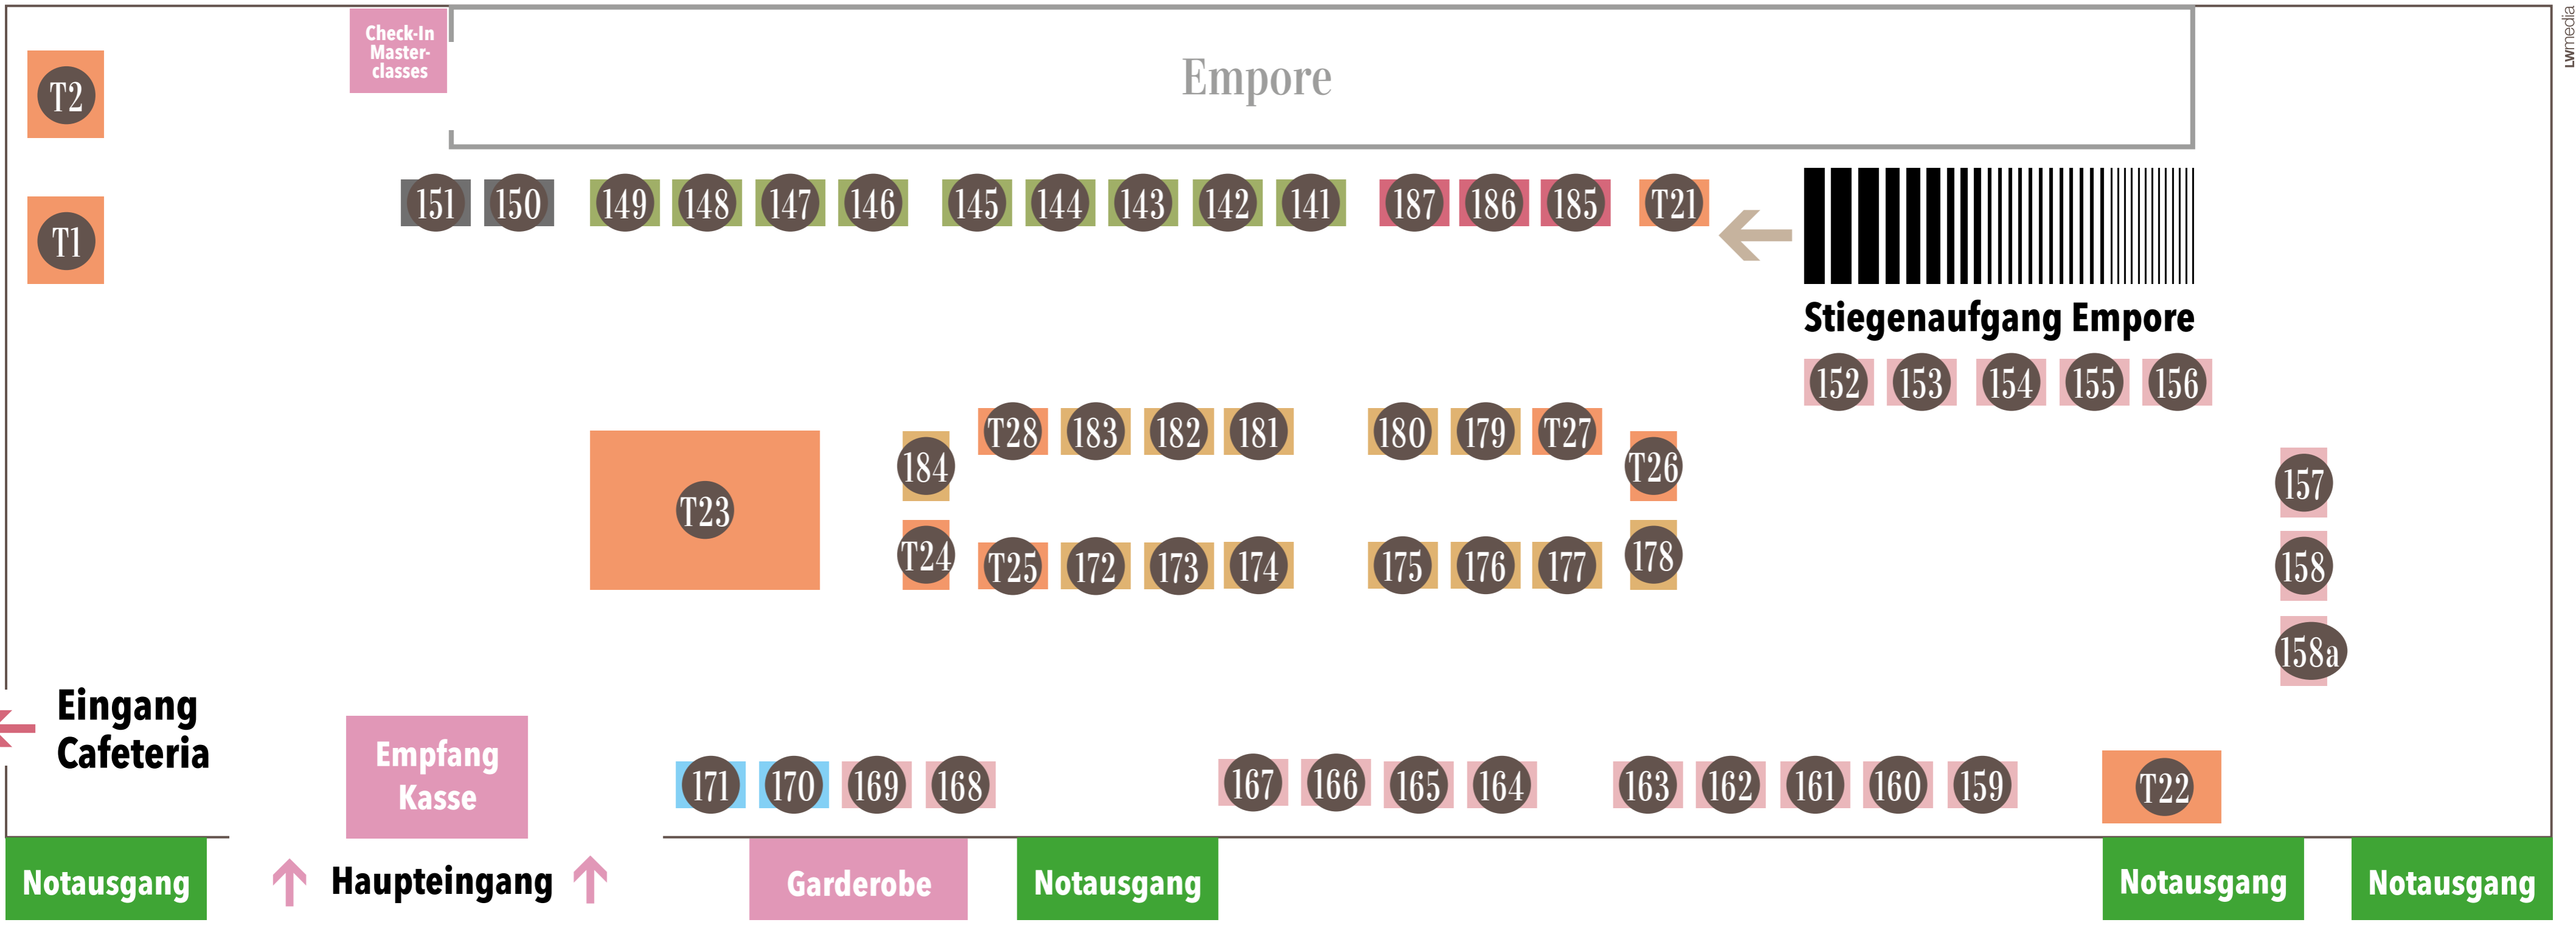 LWmedia
Check-In
Master-
classes
Empore
T2
T1
151 150 149 148 147 146 145 144 143 142 141 187 186 185 T21
Stiegenaufgang Empore
152 153 154 155 156
T28 183 182 181 180 179 T27
184 T26
T23
T24 178
T25 172 173 174 175 176 177
157
158
158a
Eingang
Cafeteria
Empfang
Kasse
171 170 169 168 167 166 165 164 163 162 161 160 159 T22
Notausgang
Haupteingang
Garderobe
Notausgang
Notausgang
Notausgang